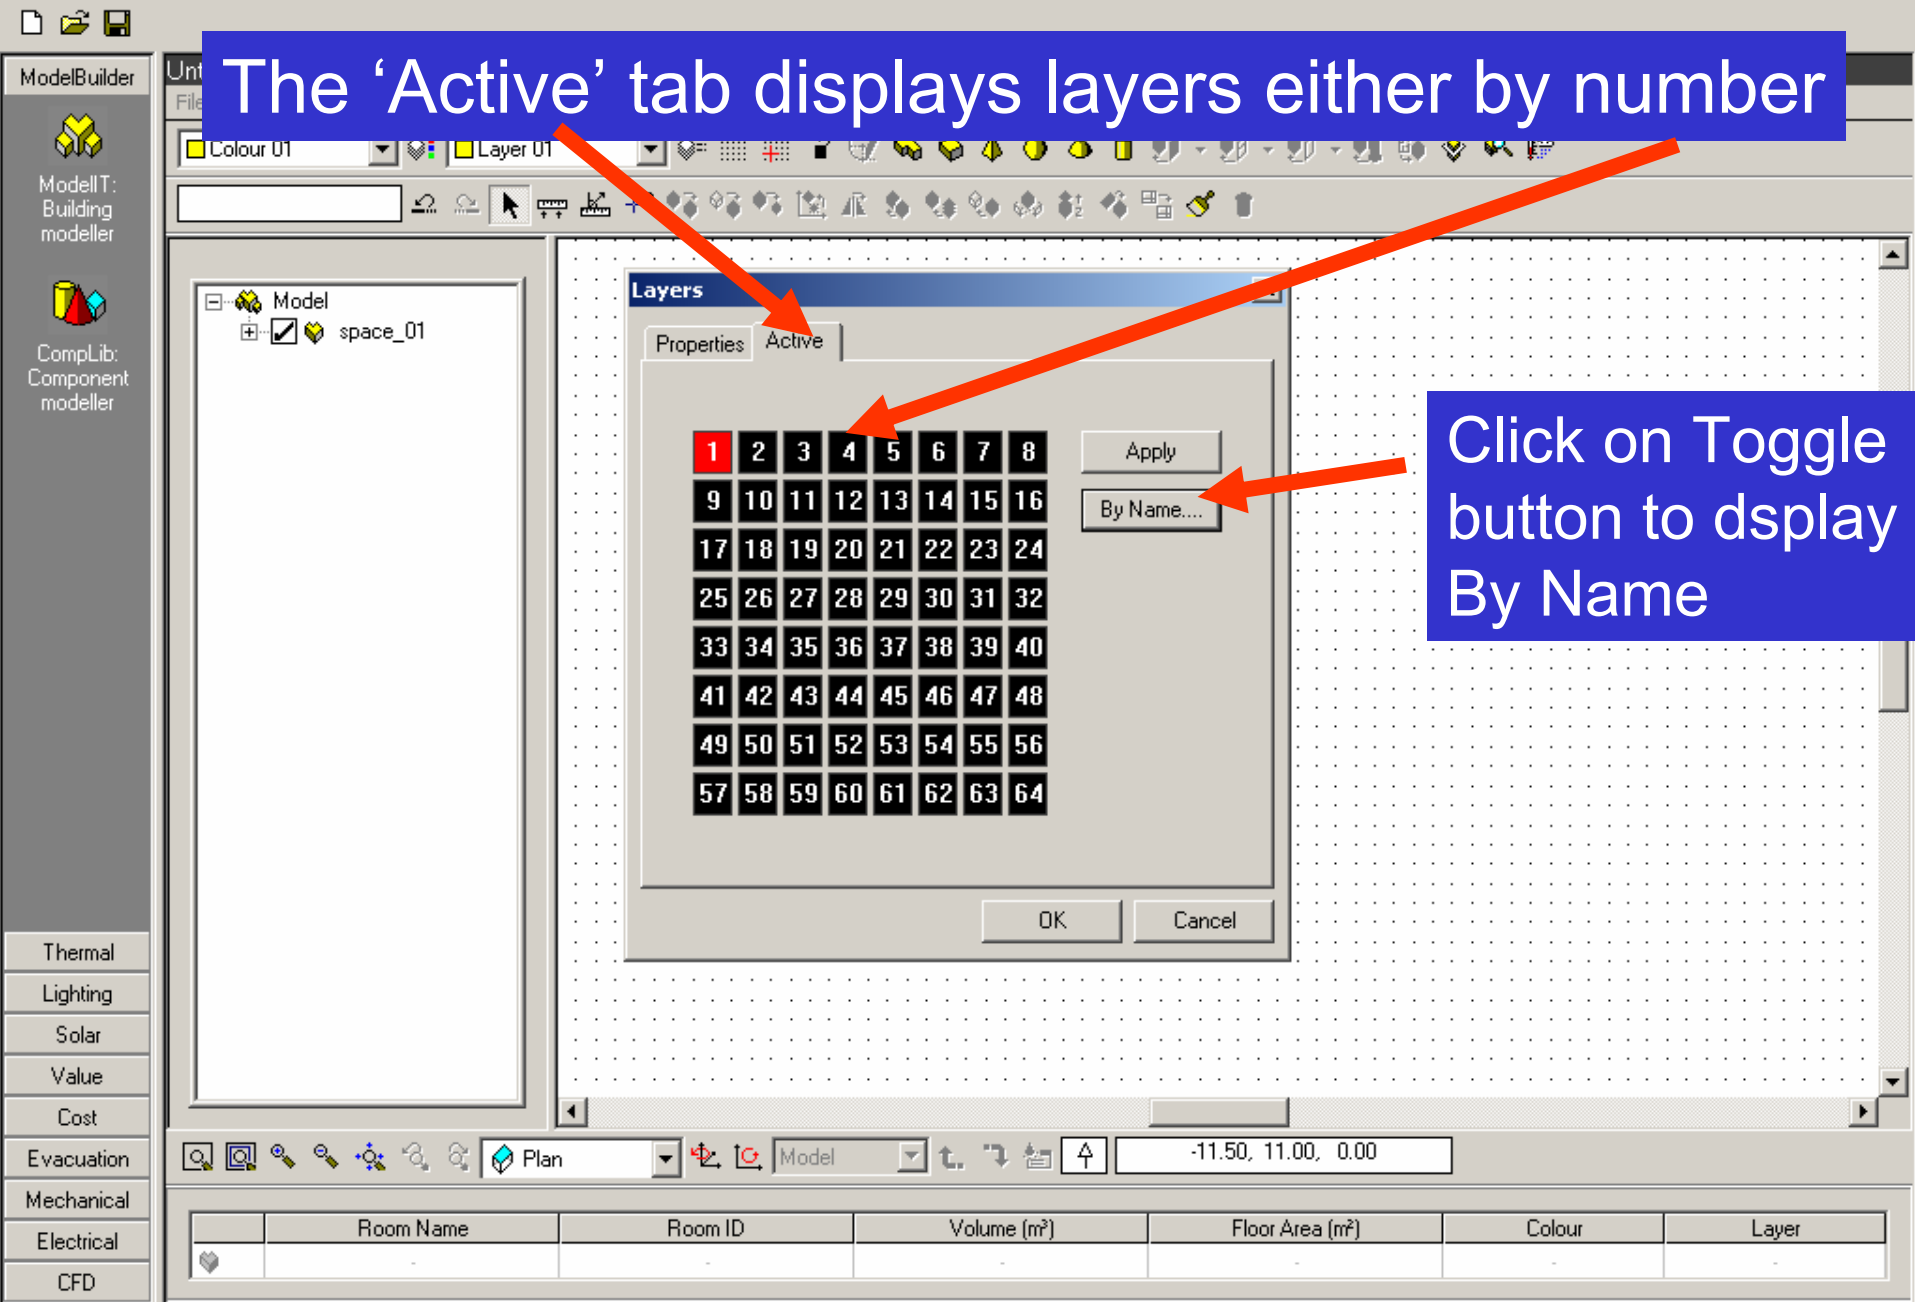 The ‘Active’ tab displays layers either by number
ModelBuilder
Colour 01
Layer 01
ModelIT:
Building
modeller
CompLib:
Component
modeller
Model
space_01
Layers
Properties Active
1 2 3 4 5 6 7 8
9 10 11 12 13 14 15 16
17 18 19 20 21 22 23 24
25 26 27 28 29 30 31 32
33 34 35 36 37 38 39 40
41 42 43 44 45 46 47 48
49 50 51 52 53 54 55 56
57 58 59 60 61 62 63 64
Apply
By Name....
OK Cancel
Click on Toggle
button to dsplay
By Name
Thermal
Lighting
Solar
Value
Cost
Evacuation
Mechanical
Electrical
CFD
Plan
Model
-11.50, 11.00, 0.00
Room Name Room ID Volume (m³) Floor Area (m²) Colour Layer
- - - - - -